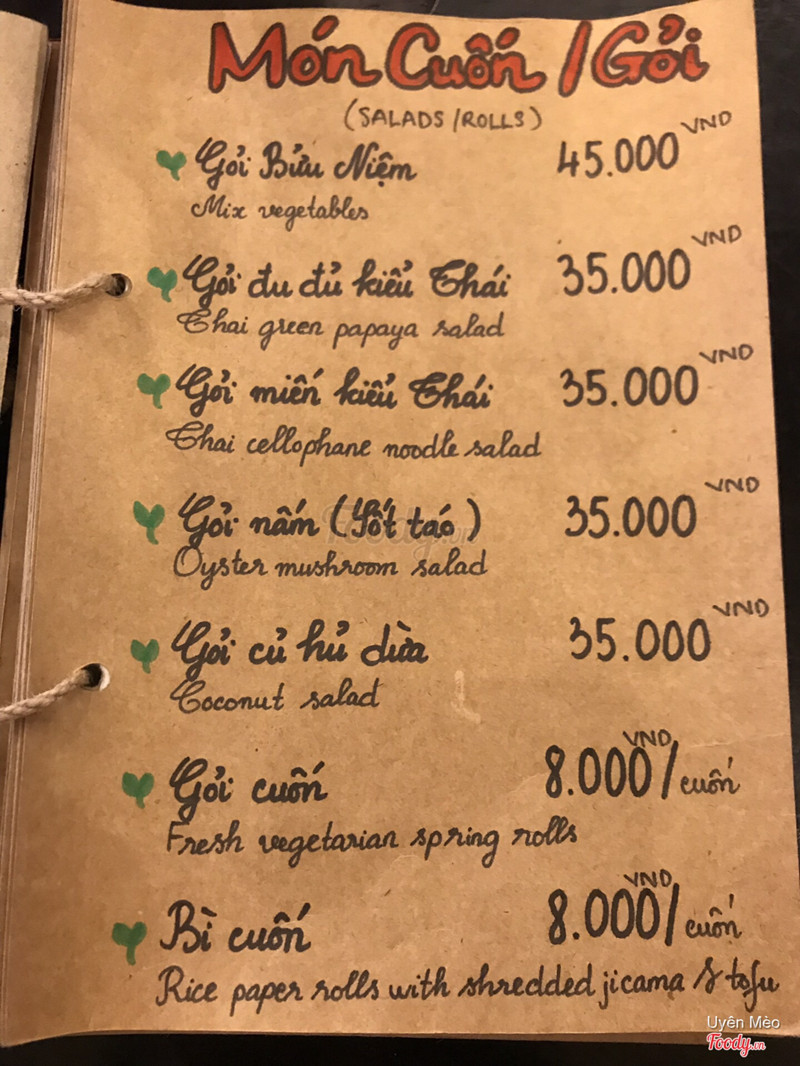 Món Cuốn / Gỏi
(SALADS / ROLLS)
Gỏi Bửu Niệm 45.000 VND
Mix vegetables
Gỏi đu đủ kiểu Thái 35.000 VND
Thai green papaya salad
Gỏi miến kiểu Thái 35.000 VND
Thai cellophane noodle salad
Gỏi nấm (Sốt táo) 35.000 VND
Oyster mushroom salad
Gỏi củ hủ dừa 35.000 VND
Coconut salad
Gỏi cuốn 8.000 VND/cuốn
Fresh vegetarian spring rolls
Bì cuốn 8.000 VND/cuốn
Rice paper rolls with shredded jicama & tofu
Uyên Mèo
Foody.vn